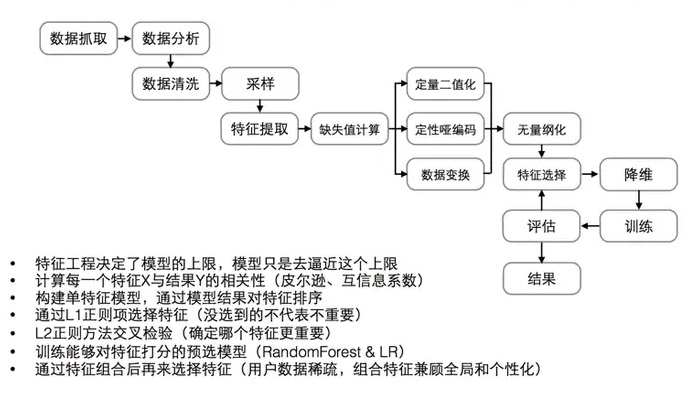 数据抓取
数据分析
数据清洗
采样
特征提取
缺失值计算
定量二值化
定性哑编码
数据变换
无量纲化
特征选择
降维
训练
评估
结果
• 特征工程决定了模型的上限，模型只是去逼近这个上限
• 计算每一个特征X与结果Y的相关性（皮尔逊、互信息系数）
• 构建单特征模型，通过模型结果对特征排序
• 通过L1正则项选择特征（没选到的不代表不重要）
• L2正则方法交叉检验（确定哪个特征更重要）
• 训练能够对特征打分的预选模型（RandomForest & LR）
• 通过特征组合后再来选择特征（用户数据稀疏，组合特征兼顾全局和个性化）